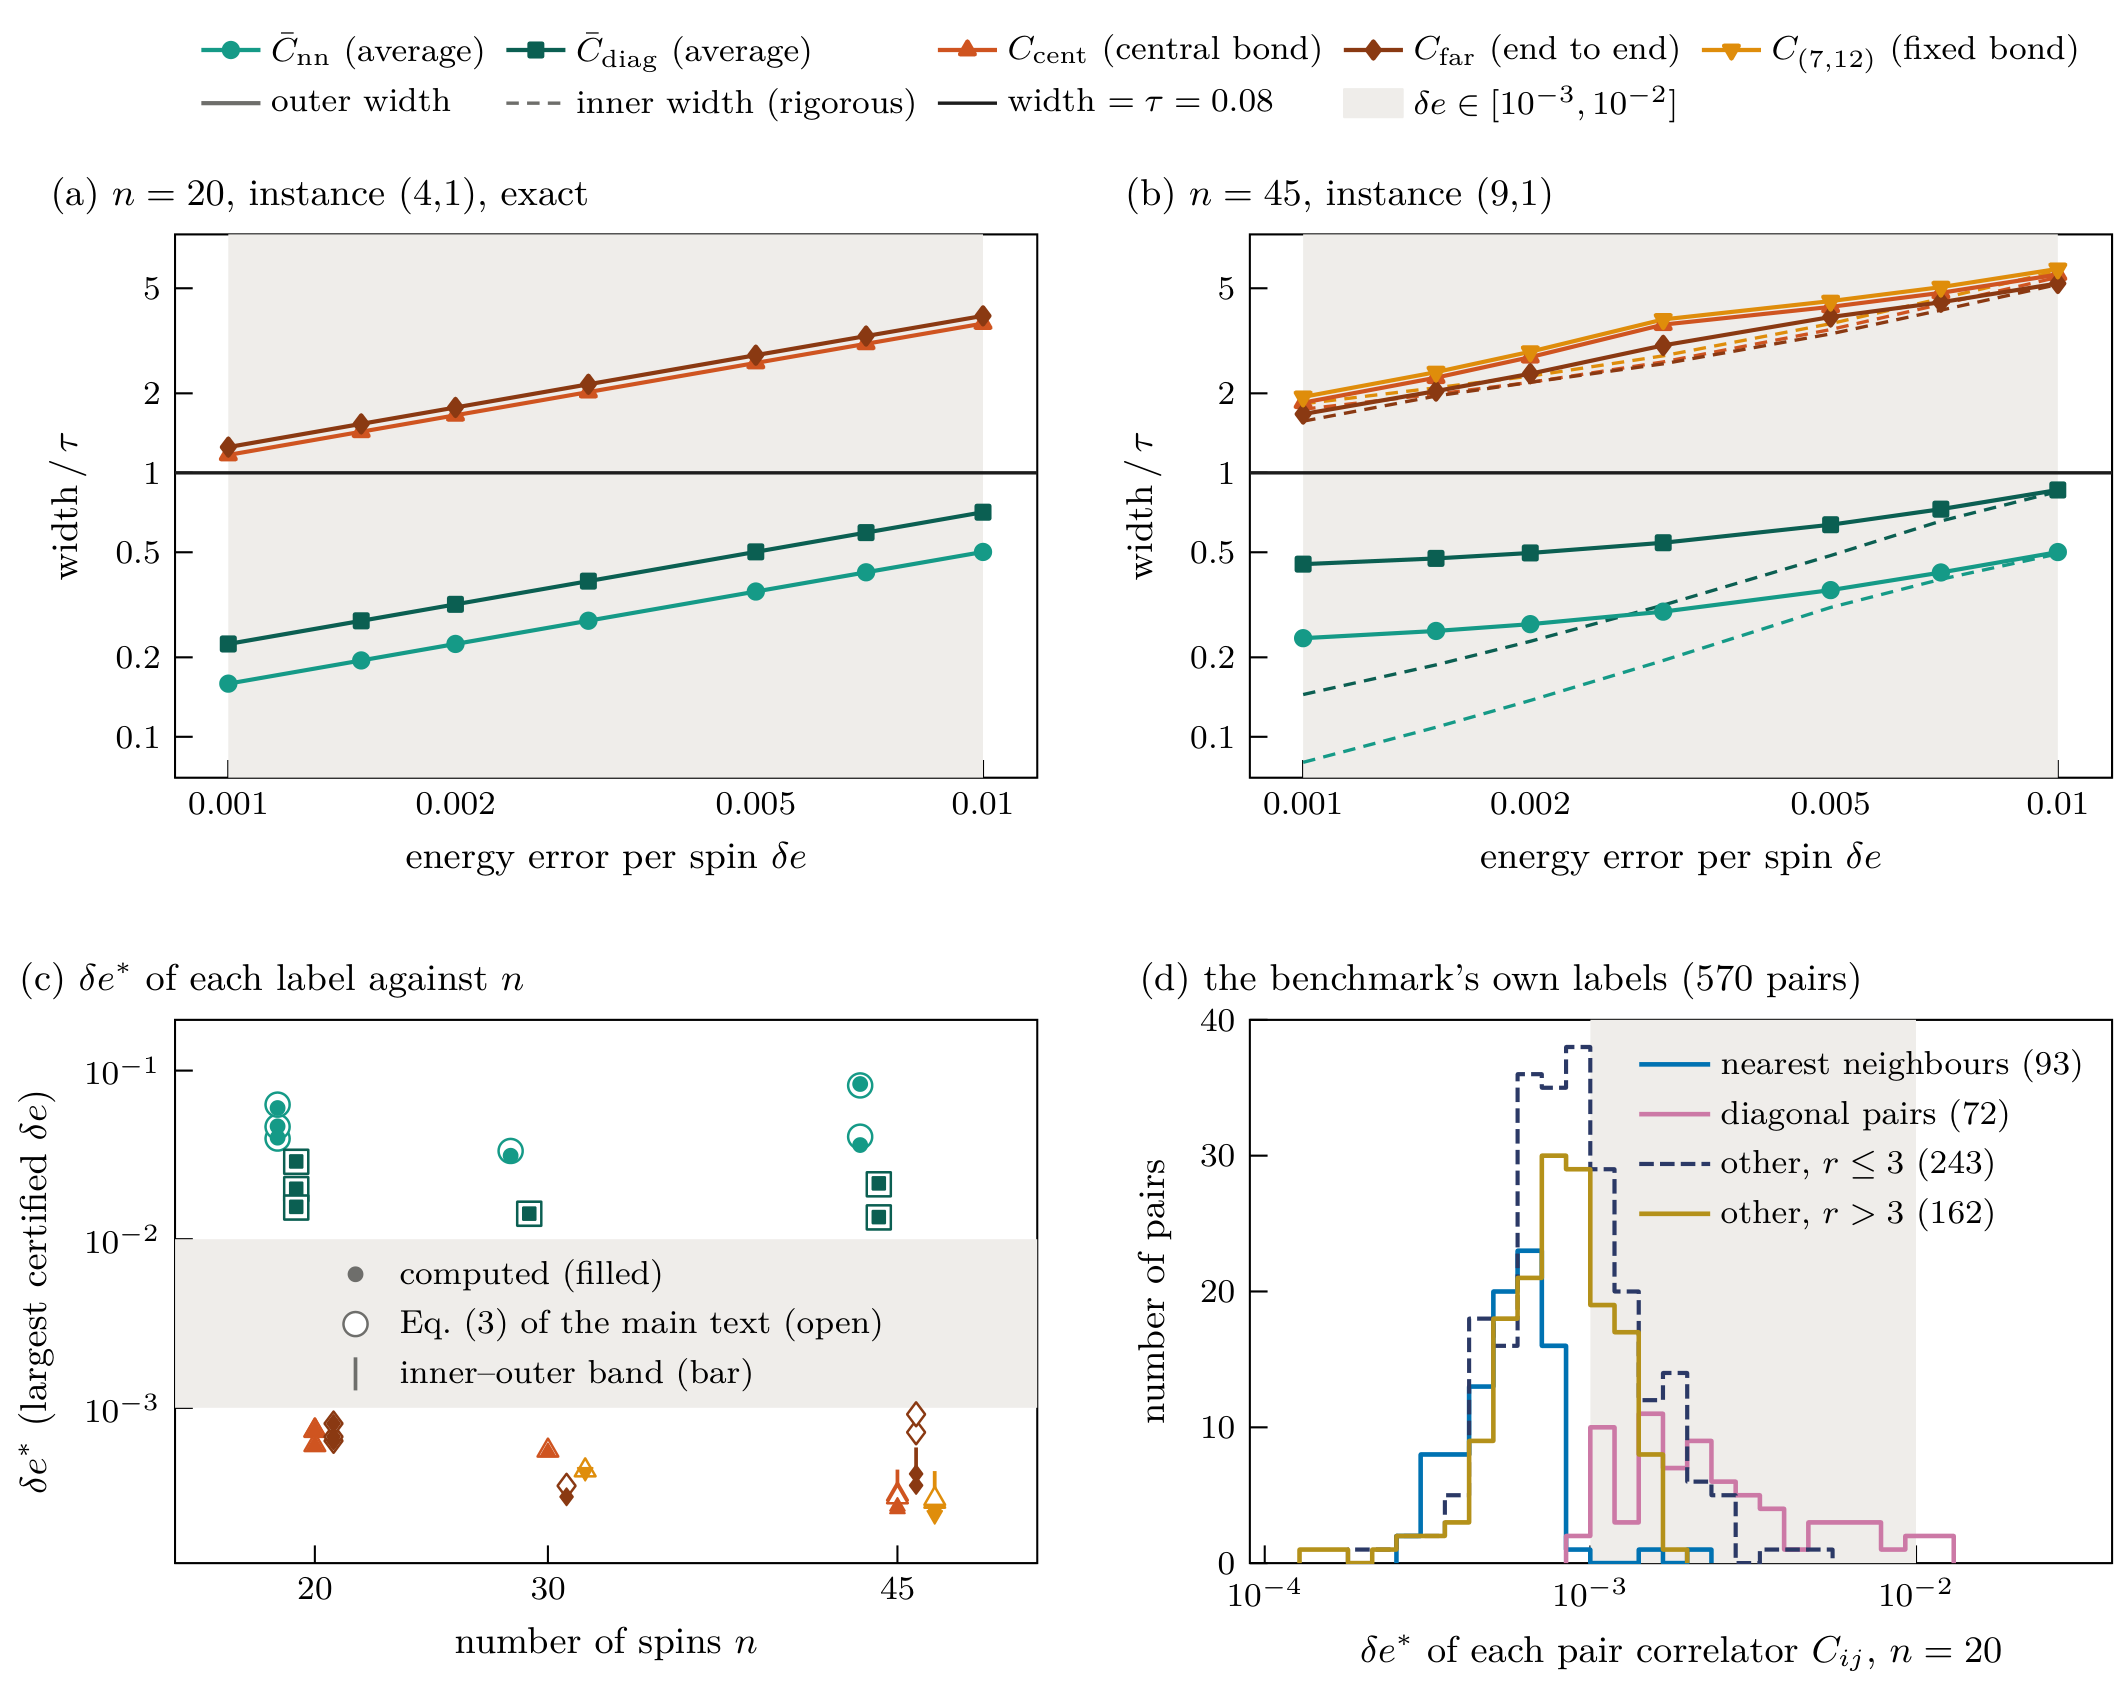 C̄nn (average) C̄diag (average) Ccent (central bond) Cfar (end to end) C(7,12) (fixed bond)
outer width inner width (rigorous) width = τ = 0.08 δe ∈ [10⁻³, 10⁻²]
(a) n = 20, instance (4,1), exact
5
2
1
0.5
0.2
0.1
width / τ
0.001 0.002 0.005 0.01
energy error per spin δe
(b) n = 45, instance (9,1)
5
2
1
0.5
0.2
0.1
width / τ
0.001 0.002 0.005 0.01
energy error per spin δe
(c) δe* of each label against n
10⁻¹
10⁻²
10⁻³
δe* (largest certified δe)
computed (filled)
Eq. (3) of the main text (open)
inner–outer band (bar)
20 30 45
number of spins n
(d) the benchmark's own labels (570 pairs)
40
30
20
10
0
number of pairs
nearest neighbours (93)
diagonal pairs (72)
other, r ≤ 3 (243)
other, r > 3 (162)
10⁻⁴ 10⁻³ 10⁻²
δe* of each pair correlator Cij, n = 20